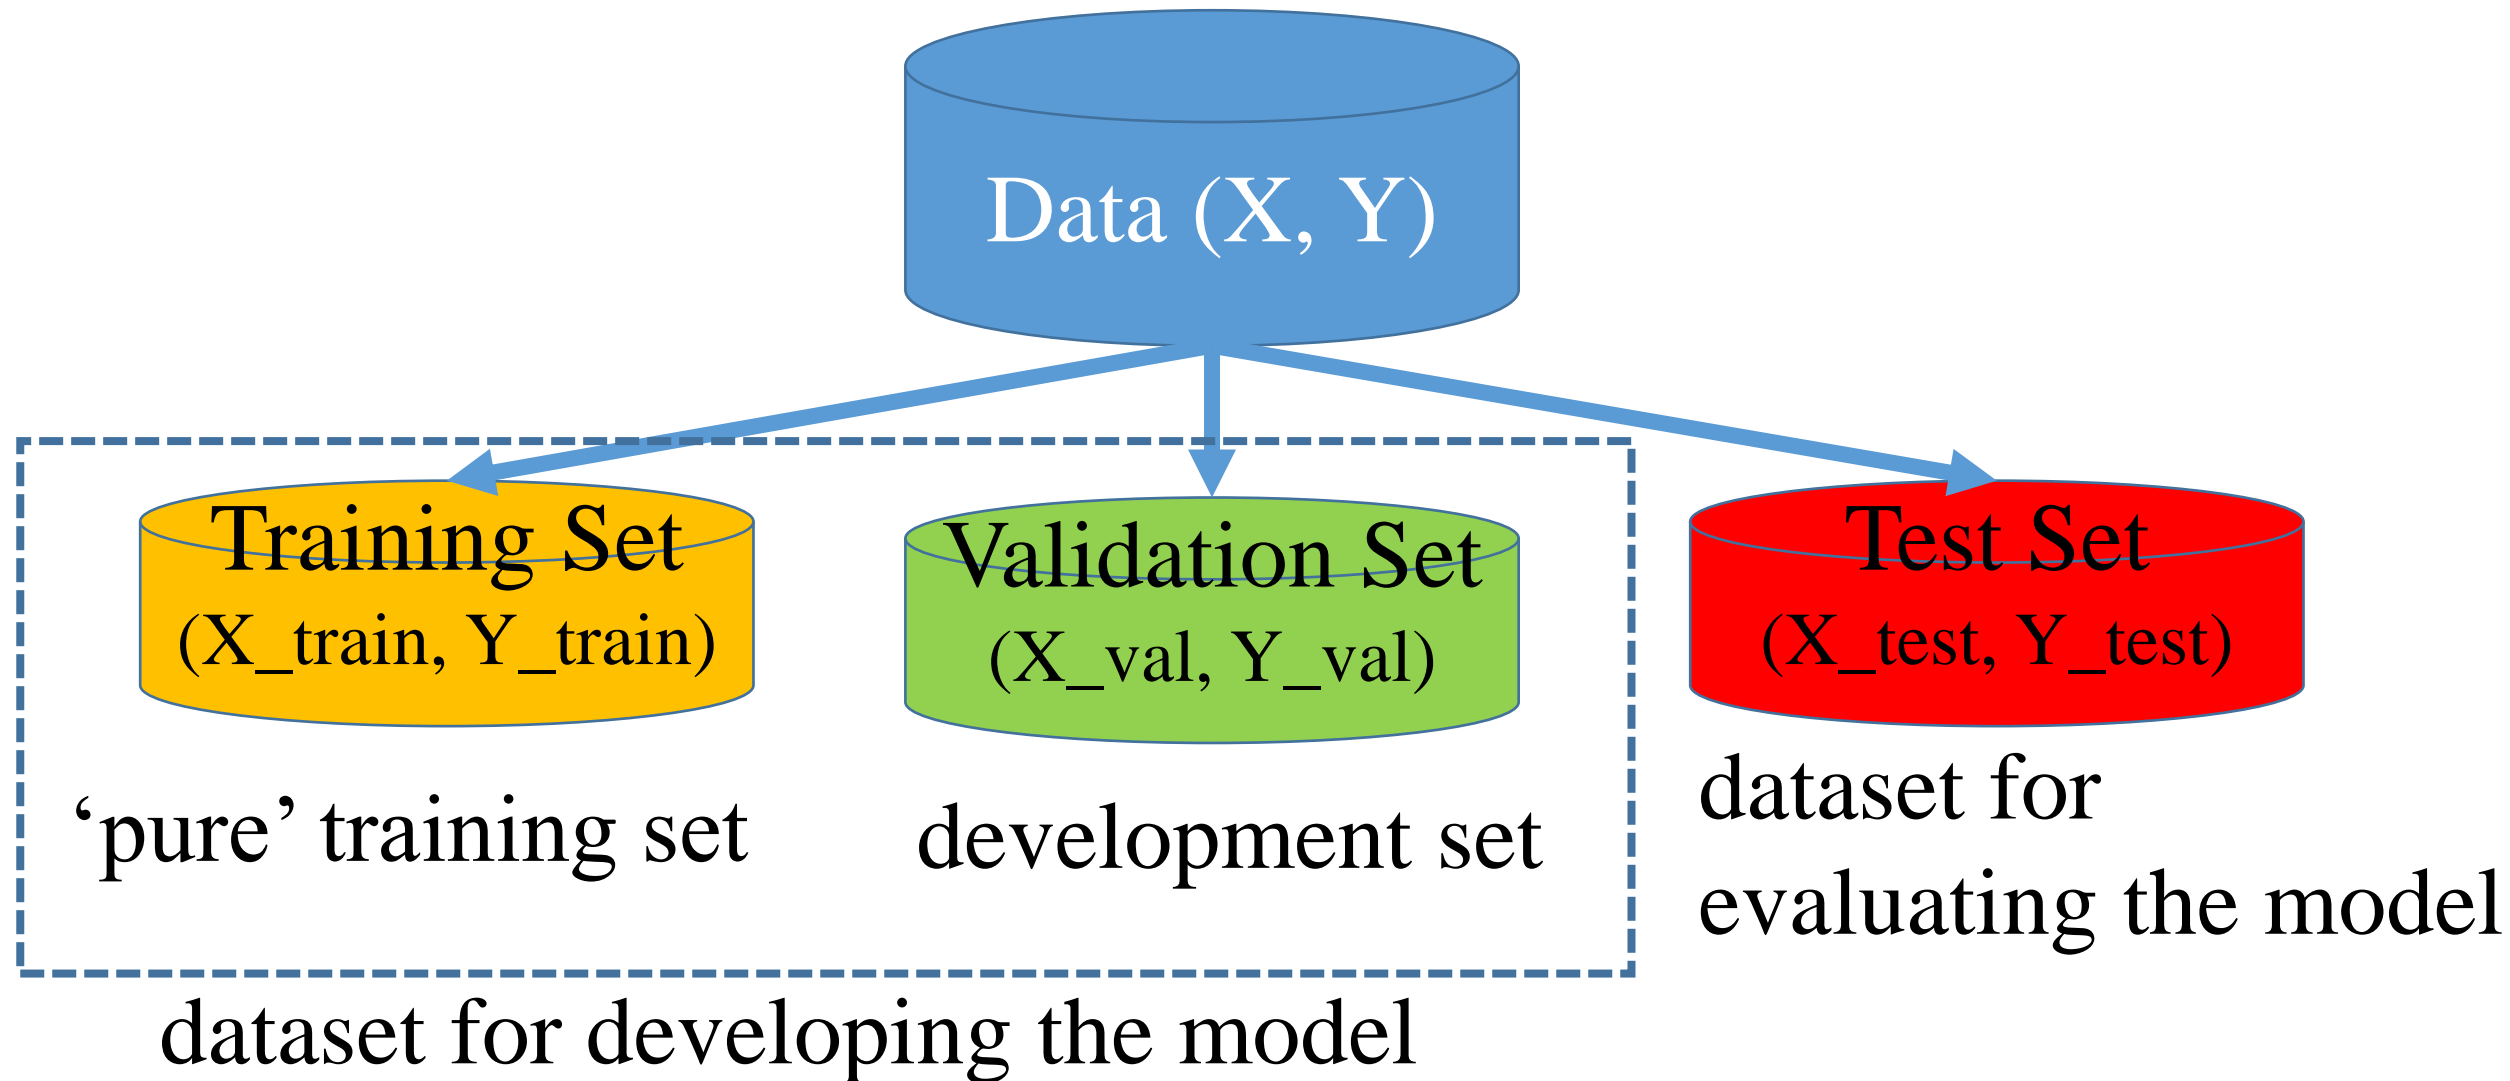 Data (X, Y)
Training Set
(X_train, Y_train)
Validation Set
(X_val, Y_val)
Test Set
(X_test, Y_test)
‘pure’ training set
development set
dataset for
evaluating the model
dataset for developing the model